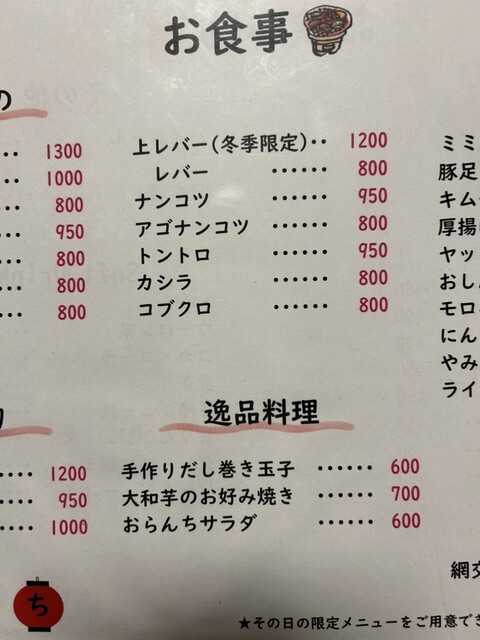 お食事
の
1300
1000
800
950
800
800
800
上レバー(冬季限定)‥ 1200
レバー ‥‥‥ 800
ナンコツ ‥‥‥ 950
アゴナンコツ ‥‥‥ 800
トントロ ‥‥‥ 950
カシラ ‥‥‥ 800
コブクロ ‥‥‥ 800
ミミ
豚足
キム
厚揚
ヤッ
おし
モロ
にん
やみ
ライ
1200
950
1000
逸品料理
手作りだし巻き玉子 ‥‥‥ 600
大和芋のお好み焼き ‥‥‥ 700
おらんちサラダ ‥‥‥ 600
網交
ち
★その日の限定メニューをご用意でき